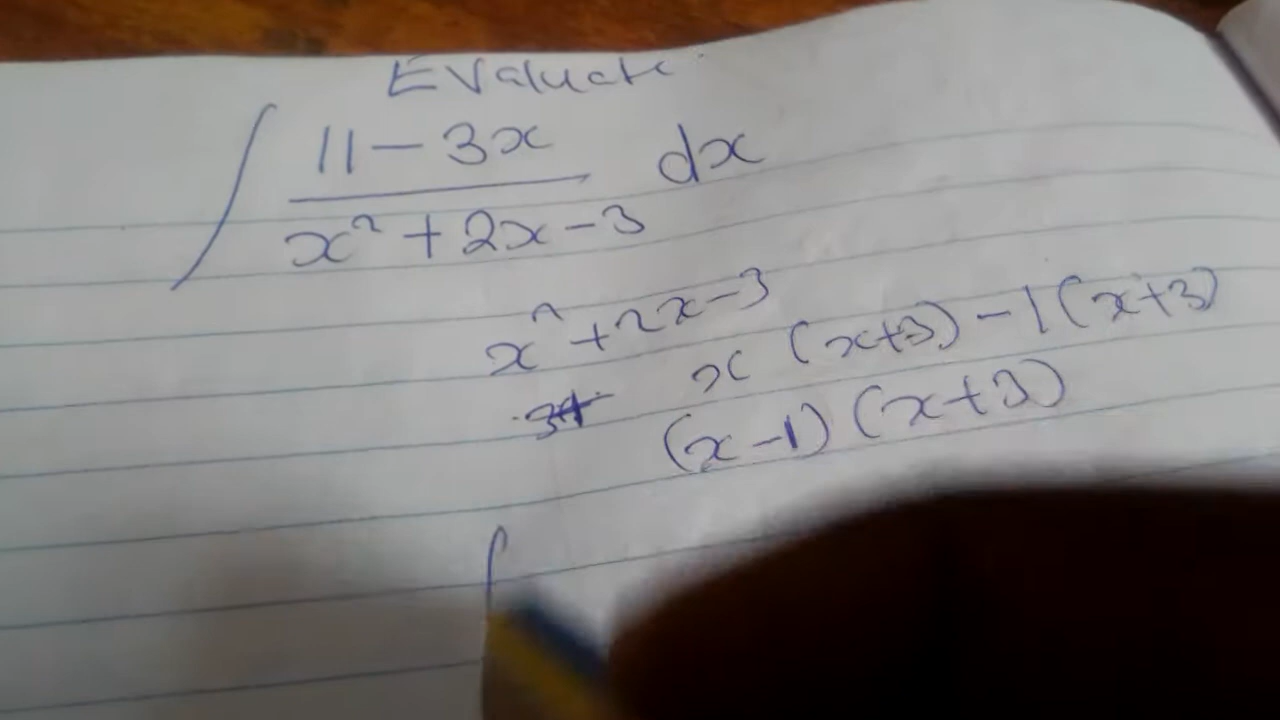 Evaluate
∫ 11 - 3x / x² + 2x - 3 dx
x² + 2x - 3
x (x+3) - 1 (x+3)
(x-1) (x+3)
∫